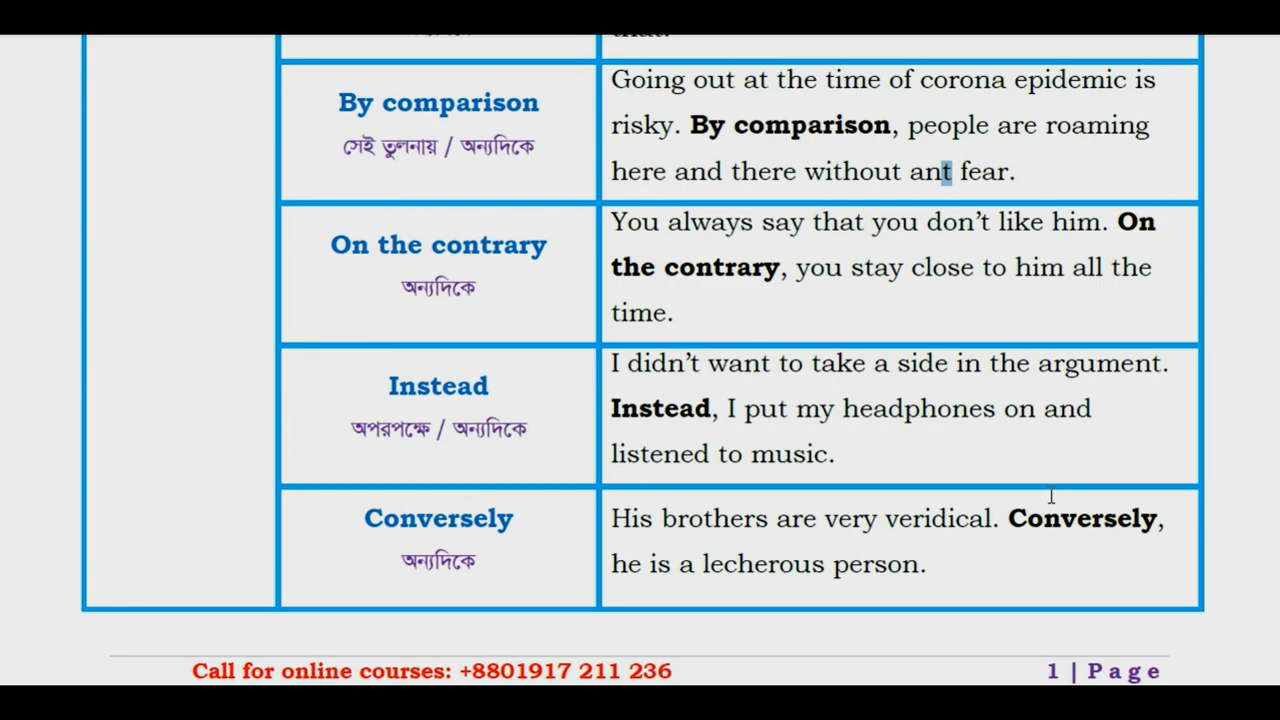 that.
By comparison
সেই তুলনায় / অন্যদিকে
Going out at the time of corona epidemic is
risky. By comparison, people are roaming
here and there without ant fear.
On the contrary
অন্যদিকে
You always say that you don’t like him. On
the contrary, you stay close to him all the
time.
Instead
অপরপক্ষে / অন্যদিকে
I didn’t want to take a side in the argument.
Instead, I put my headphones on and
listened to music.
Conversely
অন্যদিকে
His brothers are very veridical. Conversely,
he is a lecherous person.
Call for online courses: +8801917 211 236
1 | P a g e